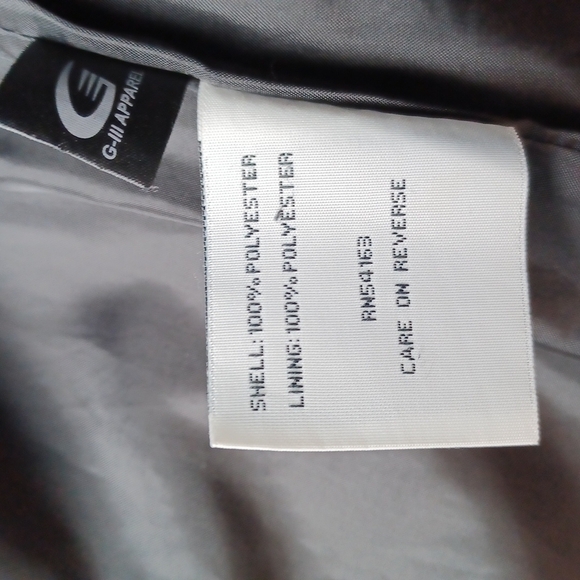 G-III APPAREL
SHELL: 100% POLYESTER
LINING: 100% POLYESTER
RN54163
CARE ON REVERSE